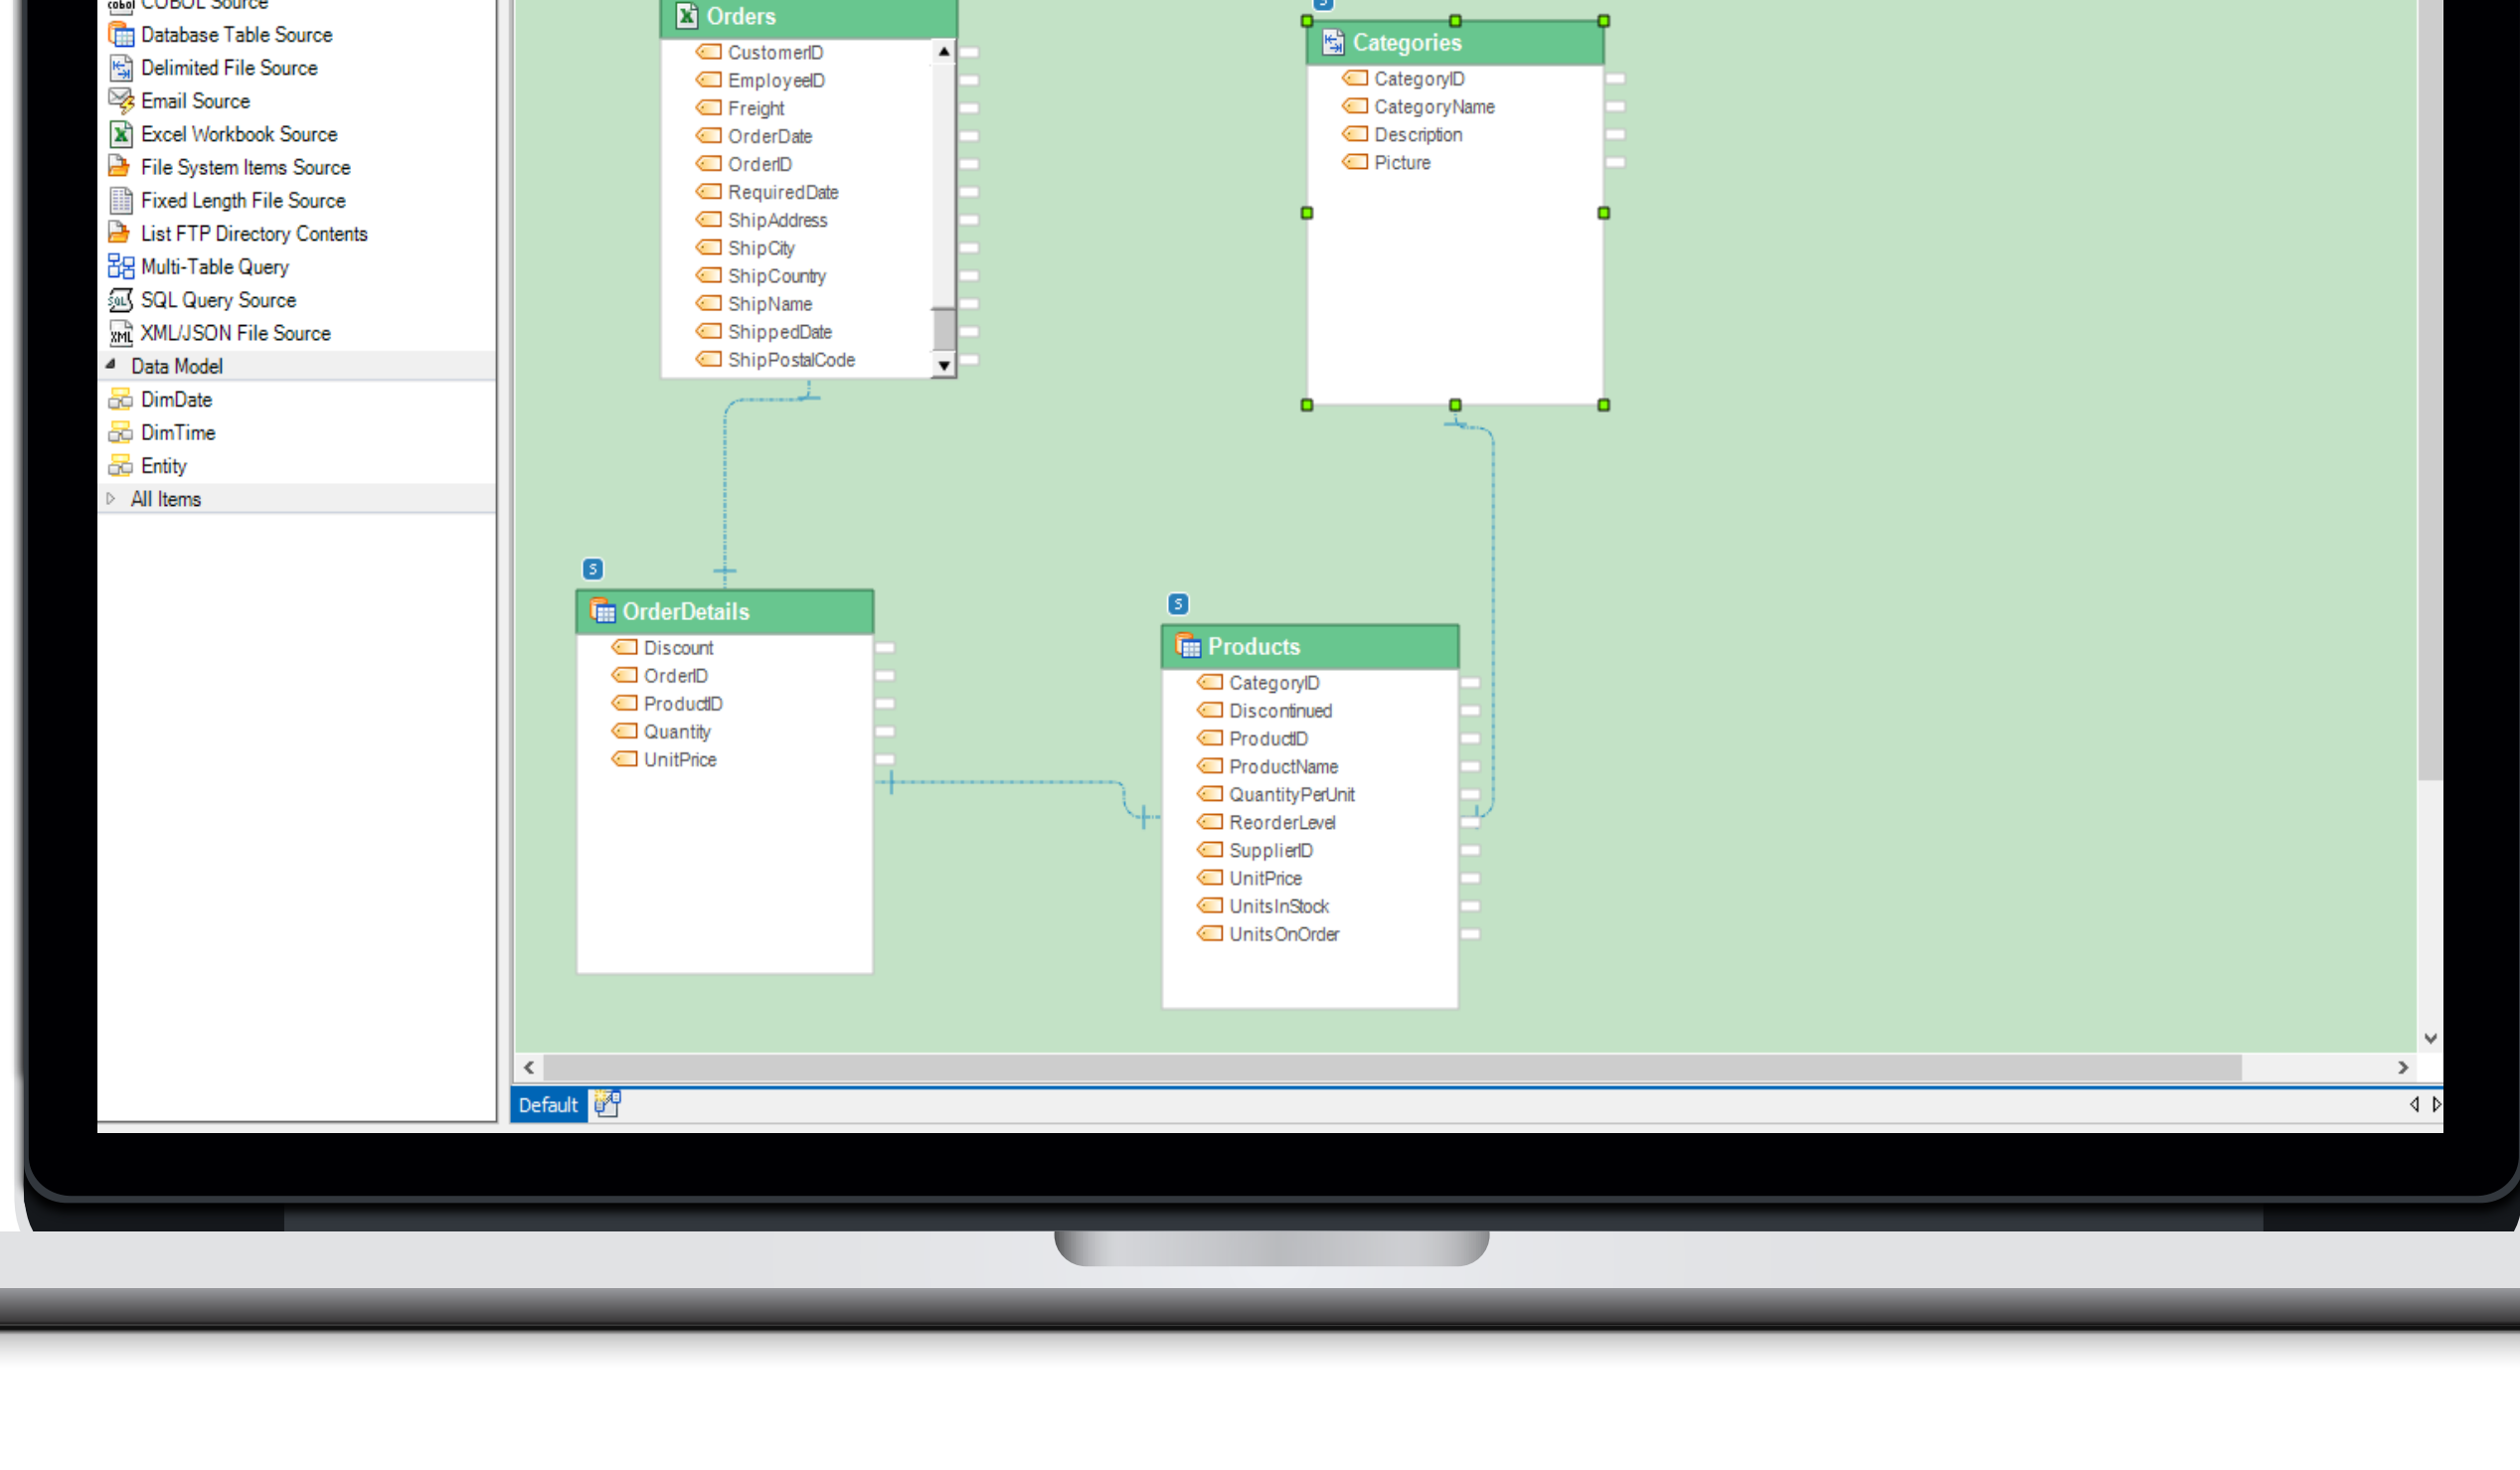 COBOL Source
Database Table Source
Delimited File Source
Email Source
Excel Workbook Source
File System Items Source
Fixed Length File Source
List FTP Directory Contents
Multi-Table Query
SQL Query Source
XML/JSON File Source
Data Model
DimDate
DimTime
Entity
All Items
Orders
CustomerID
EmployeeID
Freight
OrderDate
OrderID
RequiredDate
ShipAddress
ShipCity
ShipCountry
ShipName
ShippedDate
ShipPostalCode
S
Categories
CategoryID
CategoryName
Description
Picture
S
OrderDetails
Discount
OrderID
ProductID
Quantity
UnitPrice
S
Products
CategoryID
Discontinued
ProductID
ProductName
QuantityPerUnit
ReorderLevel
SupplierID
UnitPrice
UnitsInStock
UnitsOnOrder
Default